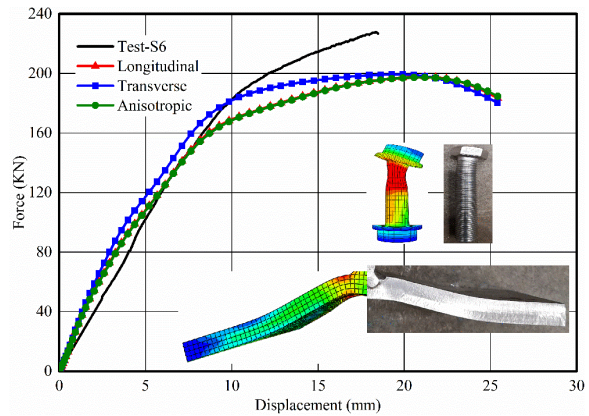 240
200
160
120
80
40
0
Force (KN)
Test-S6
Longitudinal
Transverse
Anisotropic
0 5 10 15 20 25 30
Displacement (mm)